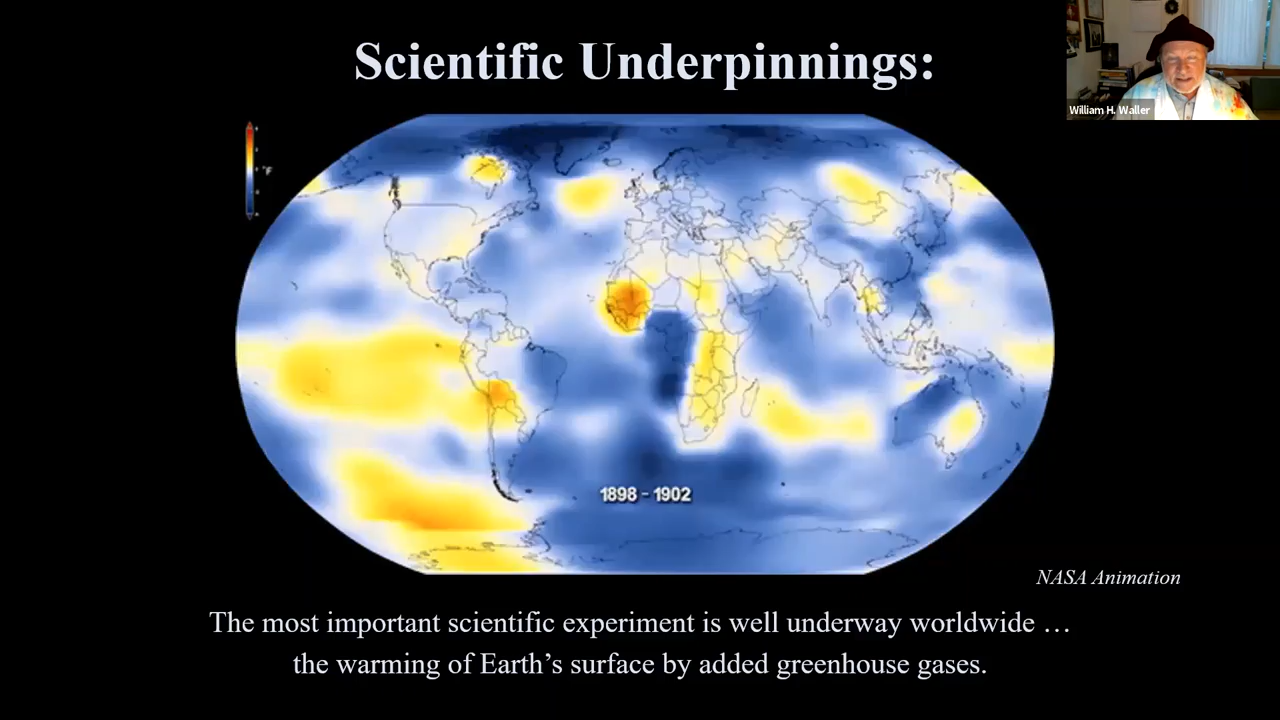 Scientific Underpinnings:
William H. Waller
°F
1898 - 1902
NASA Animation
The most important scientific experiment is well underway worldwide …
the warming of Earth’s surface by added greenhouse gases.